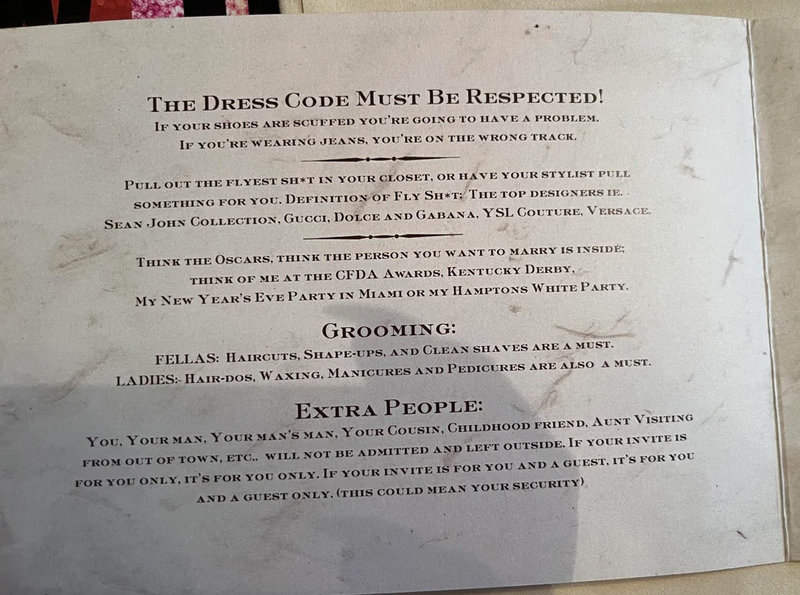 The Dress Code Must Be Respected!
If your shoes are scuffed you're going to have a problem.
If you're wearing jeans, you're on the wrong track.
Pull out the flyest sh*t in your closet, or have your stylist pull
something for you. Definition of Fly Sh*t: The top designers ie.
Sean John Collection, Gucci, Dolce and Gabana, YSL Couture, Versace.
Think the Oscars, think the person you want to marry is inside;
think of me at the CFDA Awards, Kentucky Derby,
My New Year's Eve Party in Miami or my Hamptons White Party.
Grooming:
FELLAS: Haircuts, Shape-ups, and Clean shaves are a must.
LADIES:- Hair-dos, Waxing, Manicures and Pedicures are also a must.
Extra People:
You, Your man, Your man's man, Your Cousin, Childhood friend, Aunt Visiting
from out of town, etc.. will not be admitted and left outside. If your invite is
for you only, it's for you only. If your invite is for you and a guest, it's for you
and a guest only. (this could mean your security)